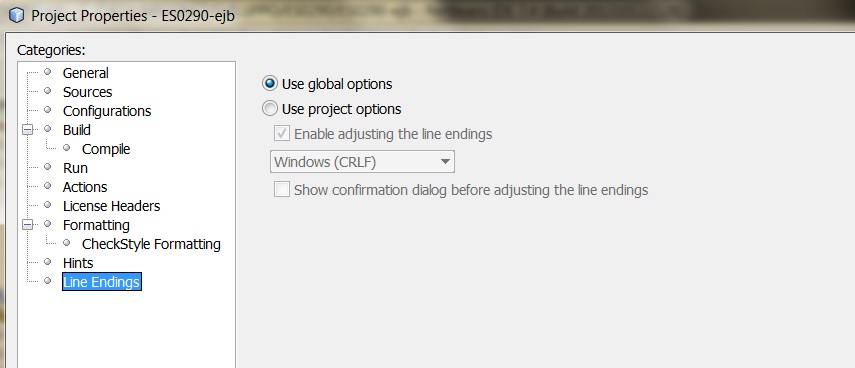 Project Properties - ES0290-ejb
Categories:
General
Sources
Configurations
Build
Compile
Run
Actions
License Headers
Formatting
CheckStyle Formatting
Hints
Line Endings
Use global options
Use project options
Enable adjusting the line endings
Windows (CRLF)
Show confirmation dialog before adjusting the line endings